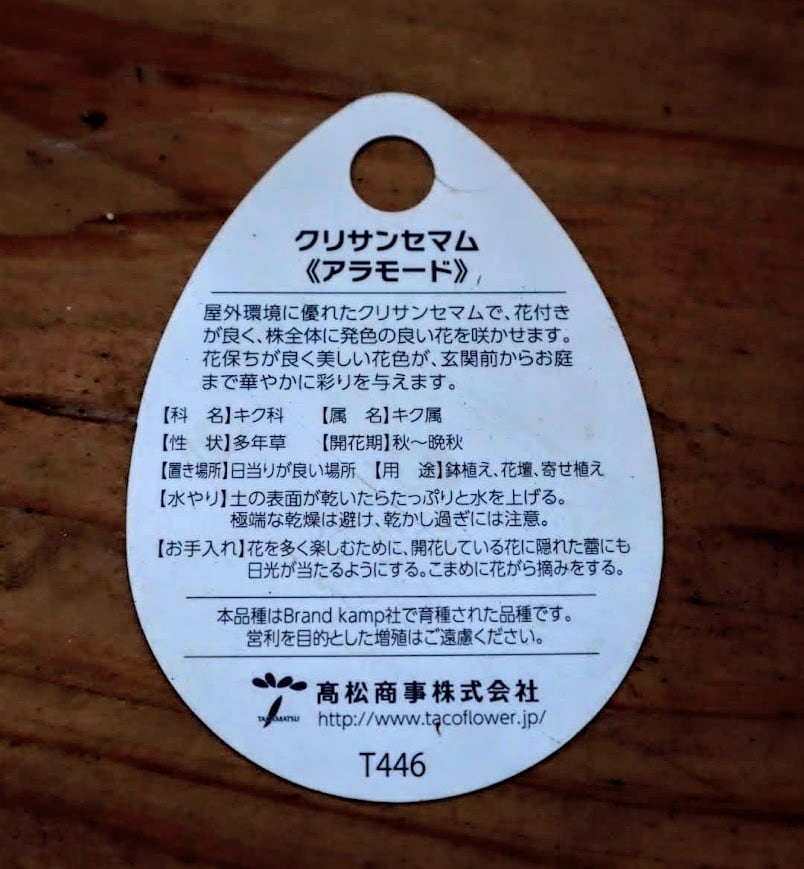 クリサンセマム
《アラモード》
屋外環境に優れたクリサンセマムで、花付き
が良く、株全体に発色の良い花を咲かせます。
花保ちが良く美しい花色が、玄関前からお庭
まで華やかに彩りを与えます。
【科　名】キク科　【属　名】キク属
【性　状】多年草　【開花期】秋～晩秋
【置き場所】日当りが良い場所　【用　途】鉢植え、花壇、寄せ植え
【水やり】土の表面が乾いたらたっぷりと水を上げる。
極端な乾燥は避け、乾かし過ぎには注意。
【お手入れ】花を多く楽しむために、開花している花に隠れた蕾にも
日光が当たるようにする。こまめに花がら摘みをする。
本品種はBrand kamp社で育種された品種です。
営利を目的とした増殖はご遠慮ください。
髙松商事株式会社
TAKAMATSU
http://www.tacoflower.jp/
T446